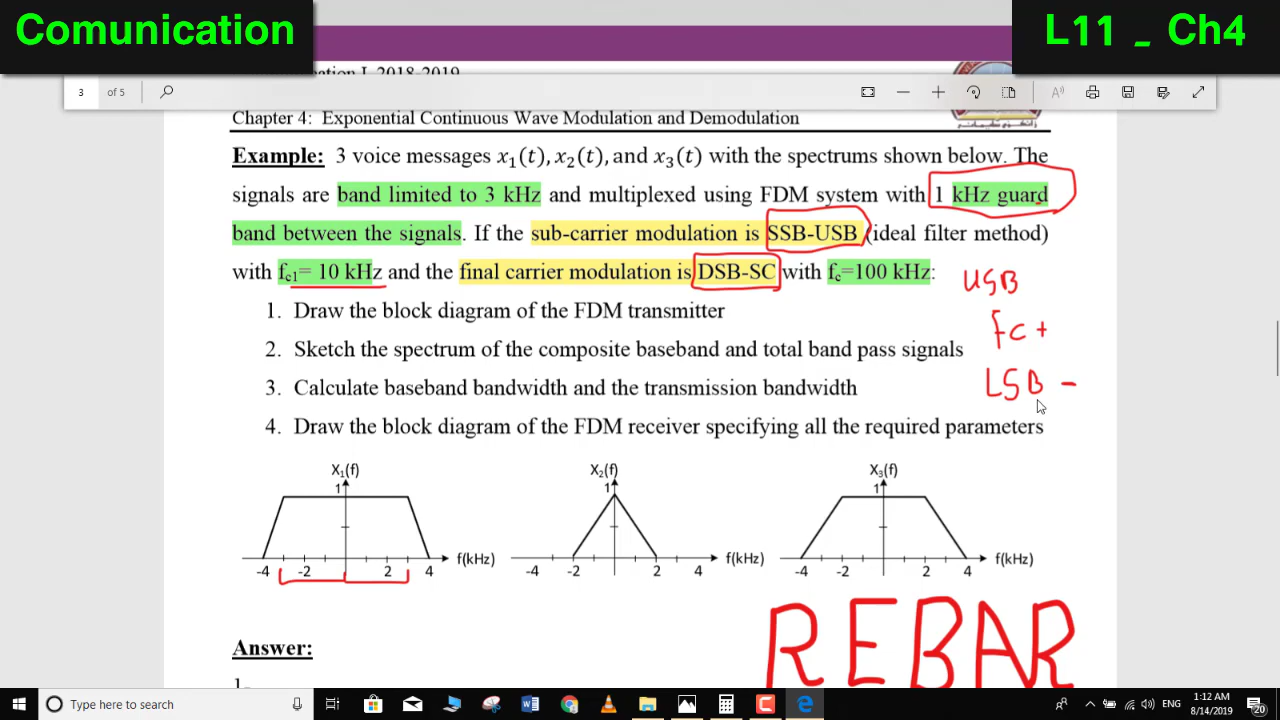 Comunication
L11 _ Ch4
ation I 2018-2019
3 of 5
Chapter 4: Exponential Continuous Wave Modulation and Demodulation
Example: 3 voice messages x₁(t), x₂(t), and x₃(t) with the spectrums shown below. The
signals are band limited to 3 kHz and multiplexed using FDM system with 1 kHz guard
band between the signals. If the sub-carrier modulation is SSB-USB (ideal filter method)
with fc1= 10 kHz and the final carrier modulation is DSB-SC with fc=100 kHz:
USB
fc +
LSB -
1. Draw the block diagram of the FDM transmitter
2. Sketch the spectrum of the composite baseband and total band pass signals
3. Calculate baseband bandwidth and the transmission bandwidth
4. Draw the block diagram of the FDM receiver specifying all the required parameters
X₁(f)
1
f(kHz)
-4 -2 2 4
X₂(f)
1
f(kHz)
-4 -2 2 4
X₃(f)
1
f(kHz)
-4 -2 2 4
REBAR
Answer:
1-
Type here to search
ENG
1:12 AM
8/14/2019
20